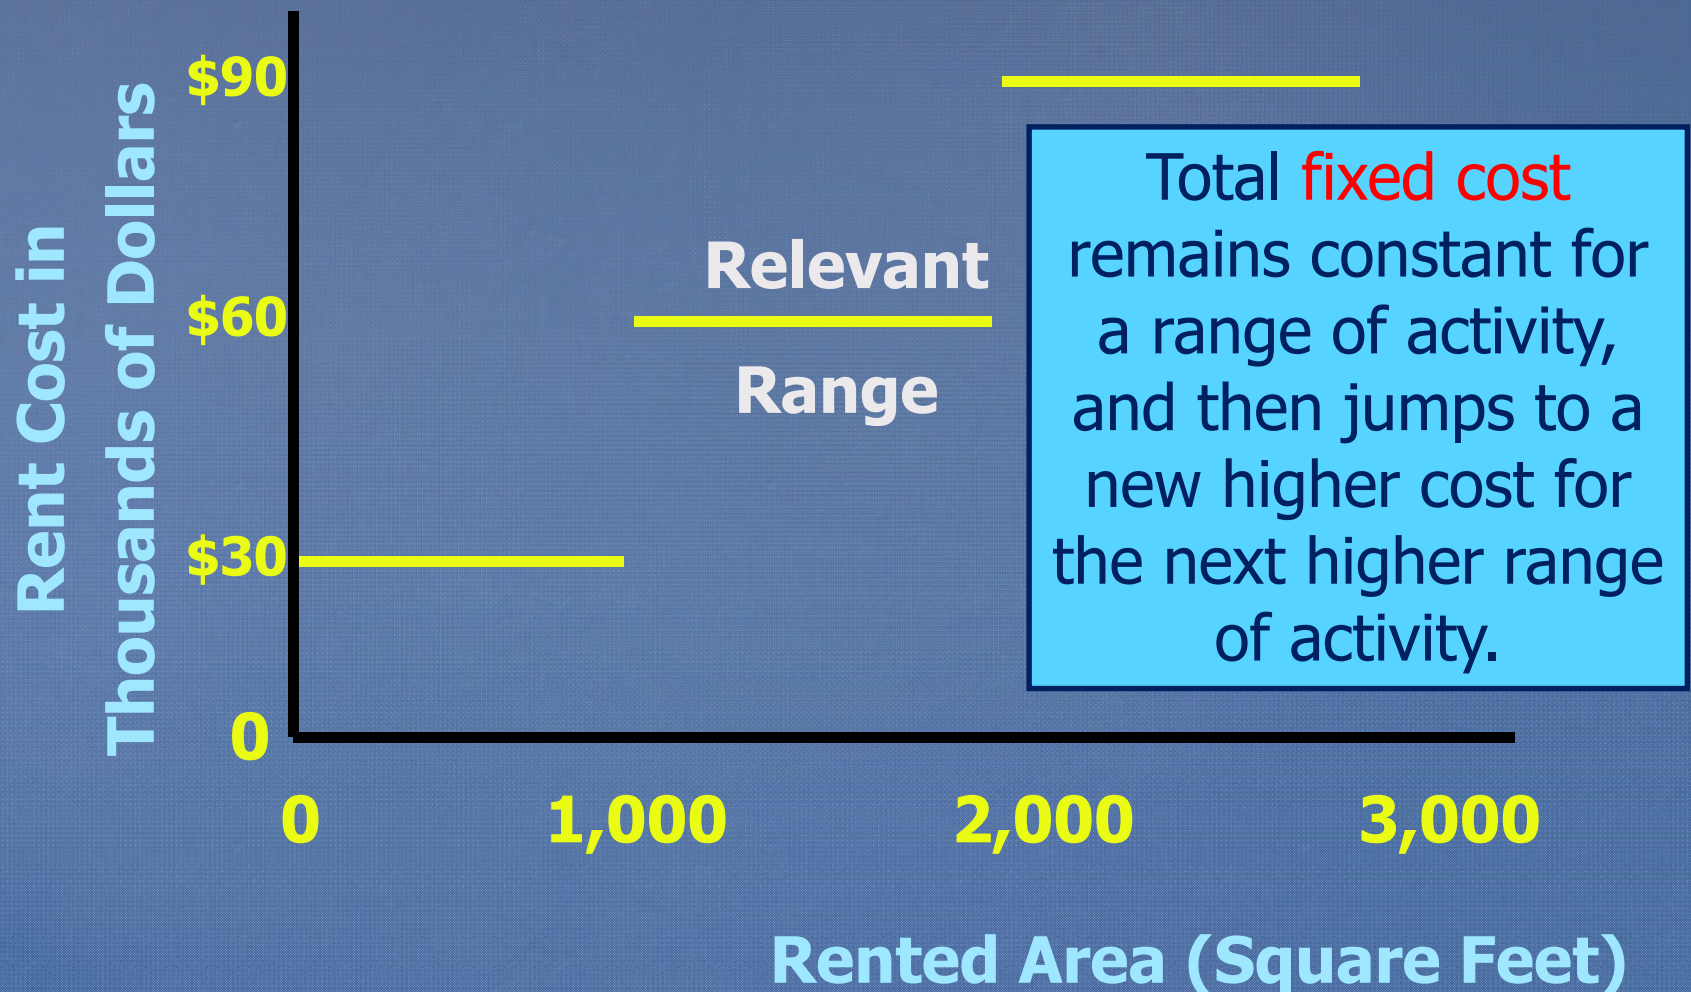 Rent Cost in
Thousands of Dollars
$90
$60
$30
0
Relevant
Range
Total fixed cost
remains constant for
a range of activity,
and then jumps to a
new higher cost for
the next higher range
of activity.
0 1,000 2,000 3,000
Rented Area (Square Feet)